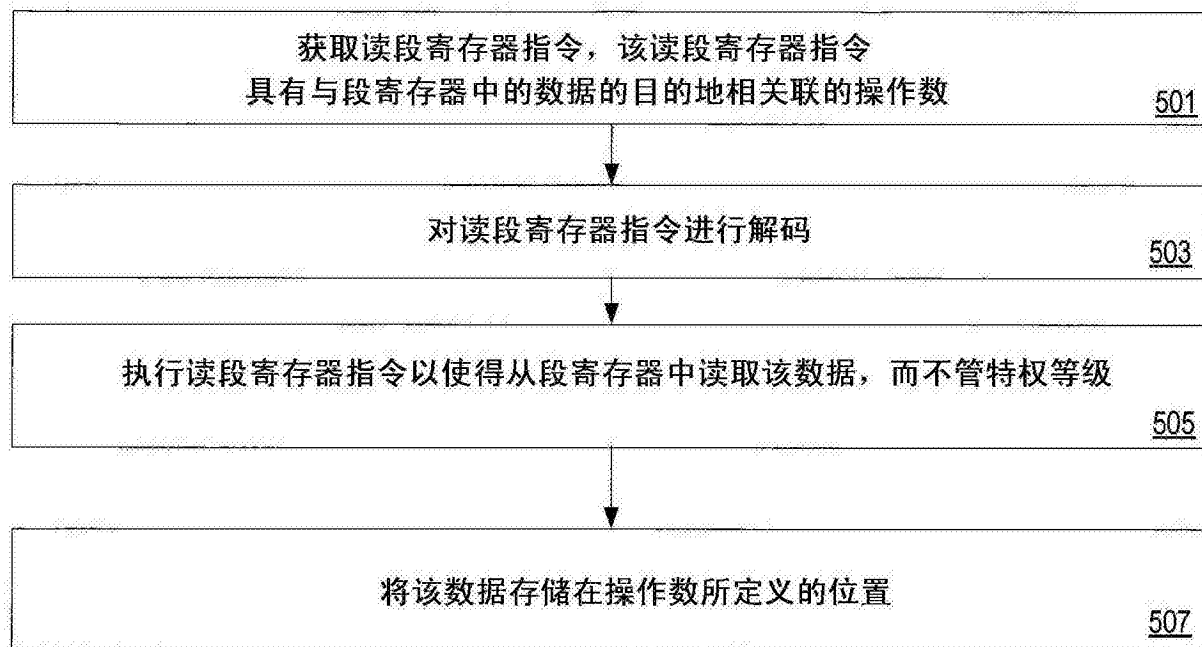 获取读段寄存器指令，该读段寄存器指令
具有与段寄存器中的数据的目的地相关联的操作数
501
对读段寄存器指令进行解码
503
执行读段寄存器指令以使得从段寄存器中读取该数据，而不管特权等级
505
将该数据存储在操作数所定义的位置
507